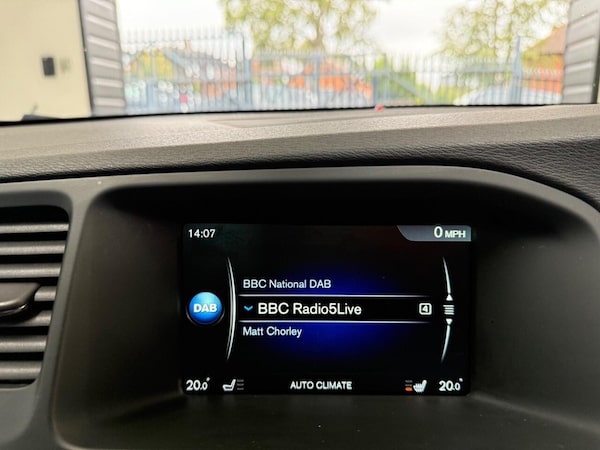 14:07
0 MPH
BBC National DAB
DAB
BBC Radio5Live 4
Matt Chorley
20.0° AUTO CLIMATE 20.0°